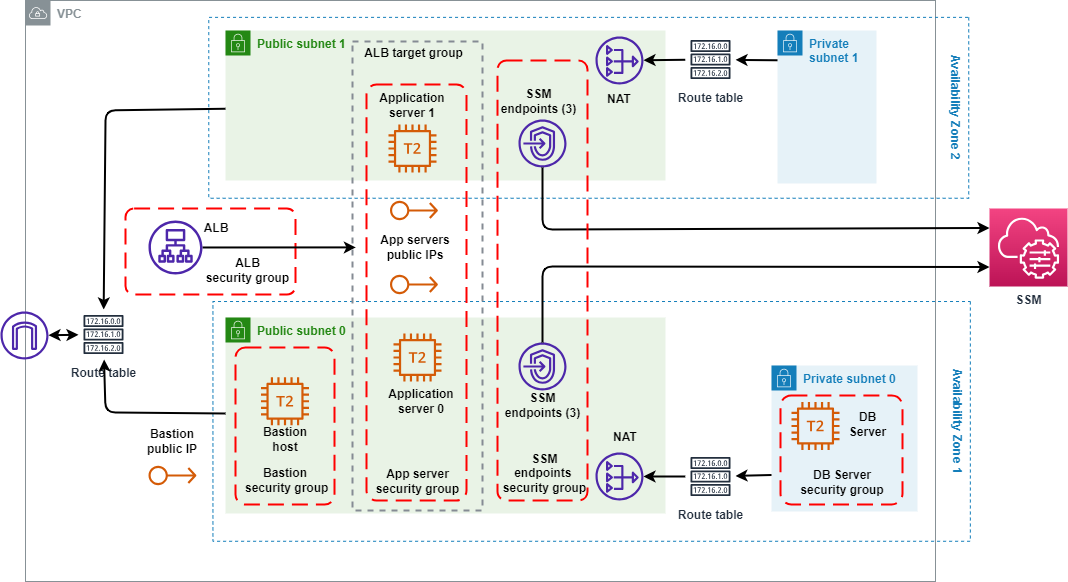 VPC
Public subnet 1
ALB target group
Application
server 1
T2
SSM
endpoints (3)
NAT
172.16.0.0
172.16.1.0
172.16.2.0
Route table
Private
subnet 1
Availability Zone 2
ALB
ALB
security group
App servers
public IPs
SSM
172.16.0.0
172.16.1.0
172.16.2.0
Route table
Public subnet 0
T2
Bastion
host
Bastion
security group
Bastion
public IP
T2
Application
server 0
App server
security group
SSM
endpoints (3)
SSM
endpoints
security group
NAT
172.16.0.0
172.16.1.0
172.16.2.0
Route table
Private subnet 0
T2
DB
Server
DB Server
security group
Availability Zone 1